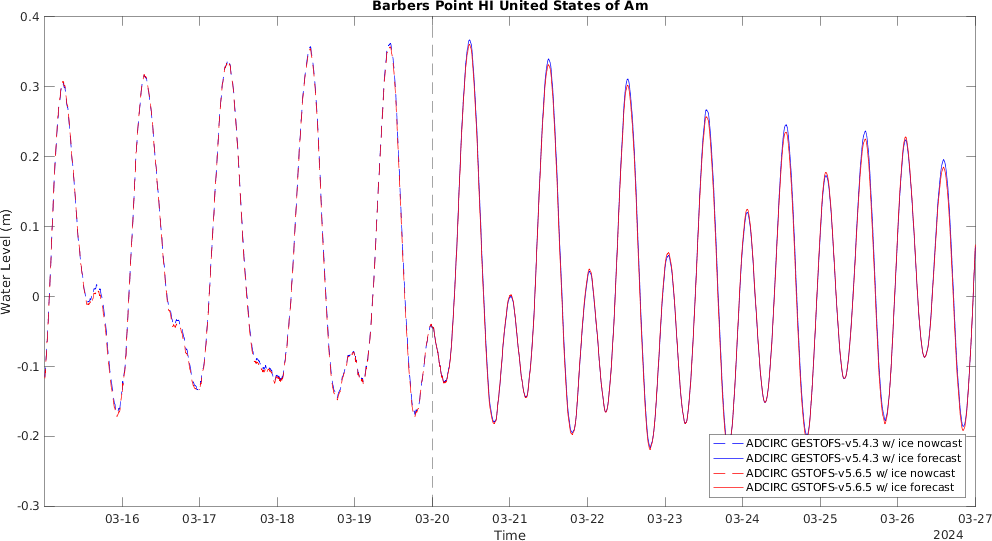 Barbers Point HI United States of Am
0.4
0.3
0.2
0.1
0
-0.1
-0.2
-0.3
Water Level (m)
ADCIRC GESTOFS-v5.4.3 w/ ice nowcast
ADCIRC GESTOFS-v5.4.3 w/ ice forecast
ADCIRC GSTOFS-v5.6.5 w/ ice nowcast
ADCIRC GSTOFS-v5.6.5 w/ ice forecast
03-16 03-17 03-18 03-19 03-20 03-21 03-22 03-23 03-24 03-25 03-26 03-27
Time
2024